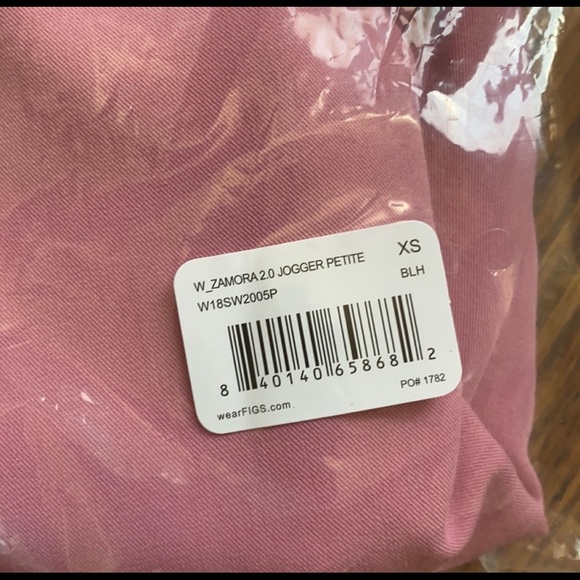 W_ZAMORA 2.0 JOGGER PETITE XS
W18SW2005P BLH
8 40140 65868 2
wearFIGS.com PO# 1782